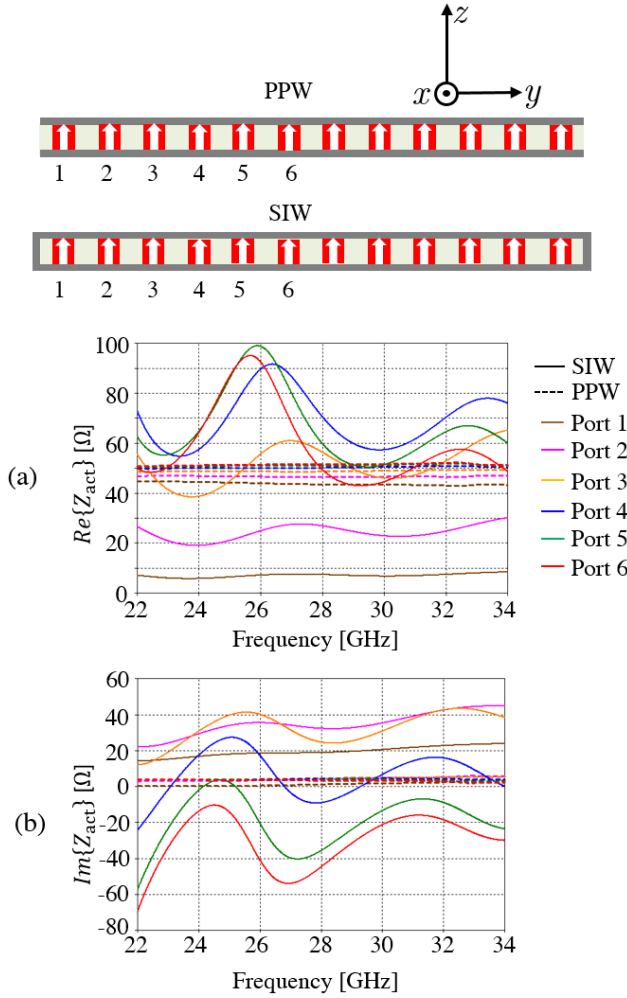 z
PPW
x y
1 2 3 4 5 6
SIW
1 2 3 4 5 6
(a)
Re{Z_act} [Ω]
100
80
60
40
20
0
22 24 26 28 30 32 34
Frequency [GHz]
SIW
PPW
Port 1
Port 2
Port 3
Port 4
Port 5
Port 6
(b)
Im{Z_act} [Ω]
60
40
20
0
-20
-40
-60
-80
22 24 26 28 30 32 34
Frequency [GHz]